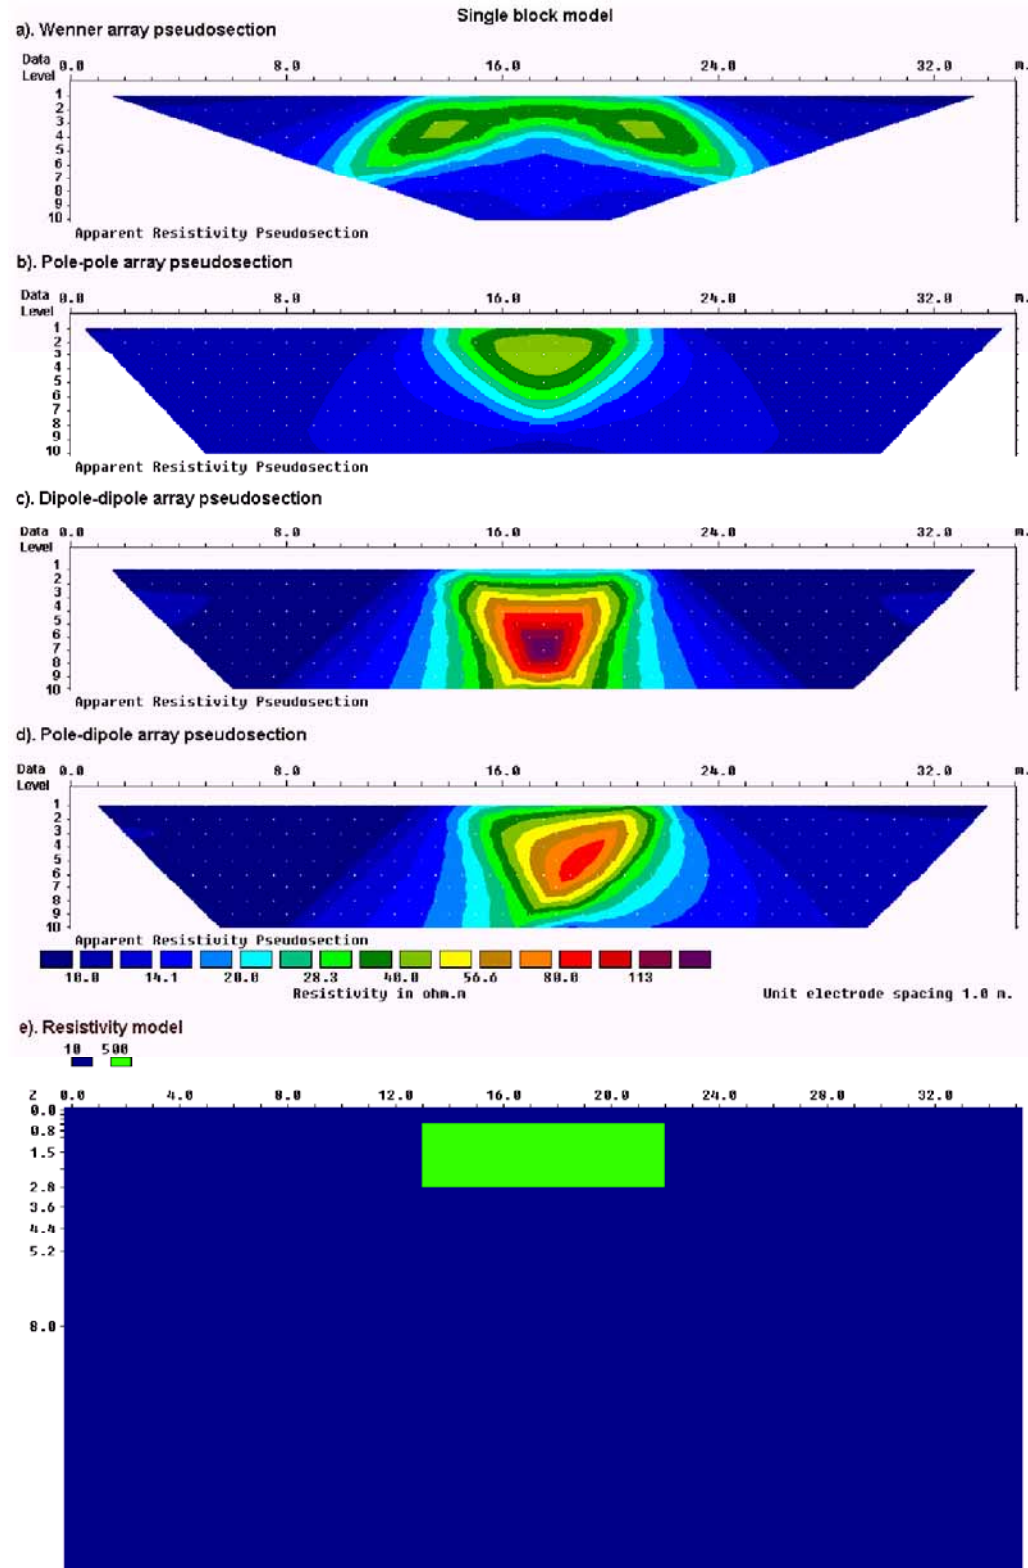 Single block model
a). Wenner array pseudosection
Data 0.0 8.0 16.0 24.0 32.0 m.
Level
1
2
3
4
5
6
7
8
9
10
Apparent Resistivity Pseudosection
b). Pole-pole array pseudosection
Data 0.0 8.0 16.0 24.0 32.0 m.
Level
1
2
3
4
5
6
7
8
9
10
Apparent Resistivity Pseudosection
c). Dipole-dipole array pseudosection
Data 0.0 8.0 16.0 24.0 32.0 m.
Level
1
2
3
4
5
6
7
8
9
10
Apparent Resistivity Pseudosection
d). Pole-dipole array pseudosection
Data 0.0 8.0 16.0 24.0 32.0 m.
Level
1
2
3
4
5
6
7
8
9
10
Apparent Resistivity Pseudosection
10.0 14.1 20.0 28.3 40.0 56.6 80.0 113
Resistivity in ohm.m Unit electrode spacing 1.0 m.
e). Resistivity model
10 500
Z 0.0 4.0 8.0 12.0 16.0 20.0 24.0 28.0 32.0
0.0
0.8
1.5
2.8
3.6
4.4
5.2
8.0